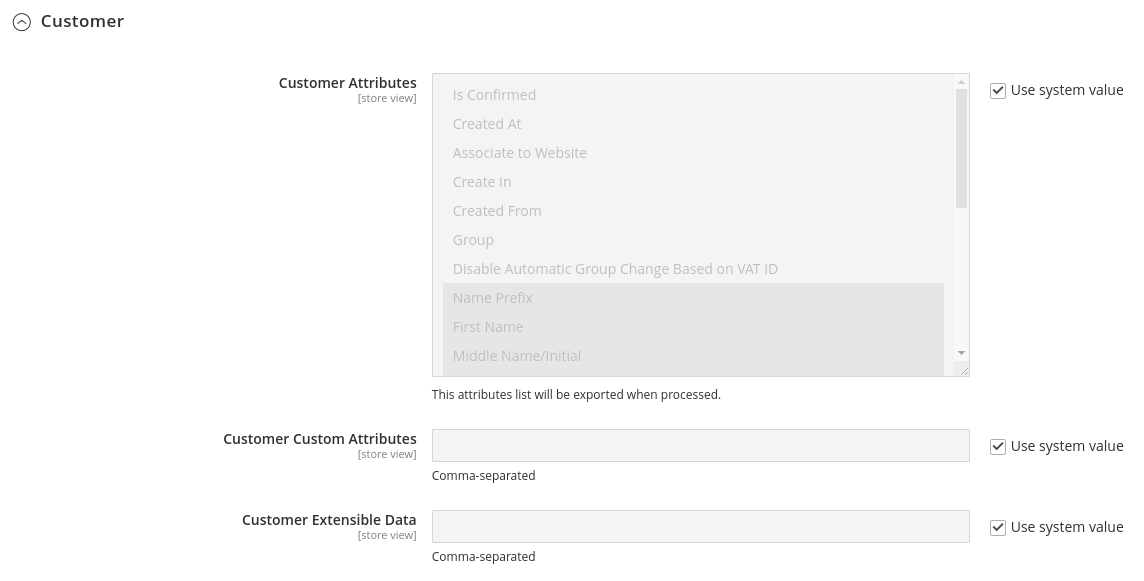 Customer
Customer Attributes
[store view]
Is Confirmed
Created At
Associate to Website
Create In
Created From
Group
Disable Automatic Group Change Based on VAT ID
Name Prefix
First Name
Middle Name/Initial
Use system value
This attributes list will be exported when processed.
Customer Custom Attributes
[store view]
Use system value
Comma-separated
Customer Extensible Data
[store view]
Use system value
Comma-separated